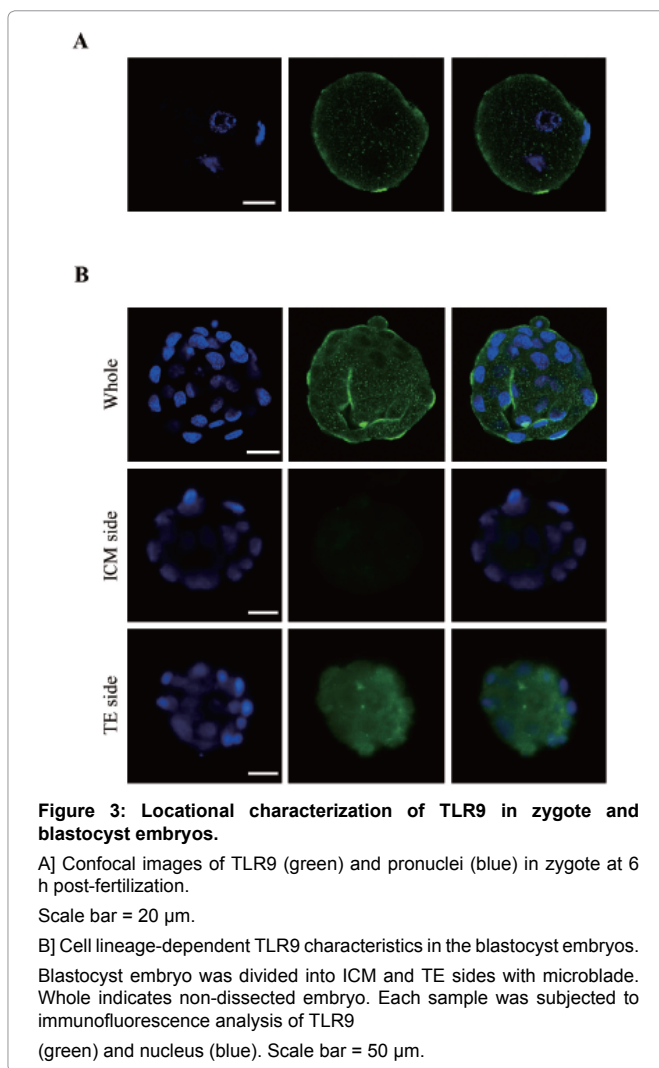 A
B
Whole
ICM side
TE side
Figure 3: Locational characterization of TLR9 in zygote and
blastocyst embryos.
A] Confocal images of TLR9 (green) and pronuclei (blue) in zygote at 6
h post-fertilization.
Scale bar = 20 μm.
B] Cell lineage-dependent TLR9 characteristics in the blastocyst embryos.
Blastocyst embryo was divided into ICM and TE sides with microblade.
Whole indicates non-dissected embryo. Each sample was subjected to
immunofluorescence analysis of TLR9
(green) and nucleus (blue). Scale bar = 50 μm.